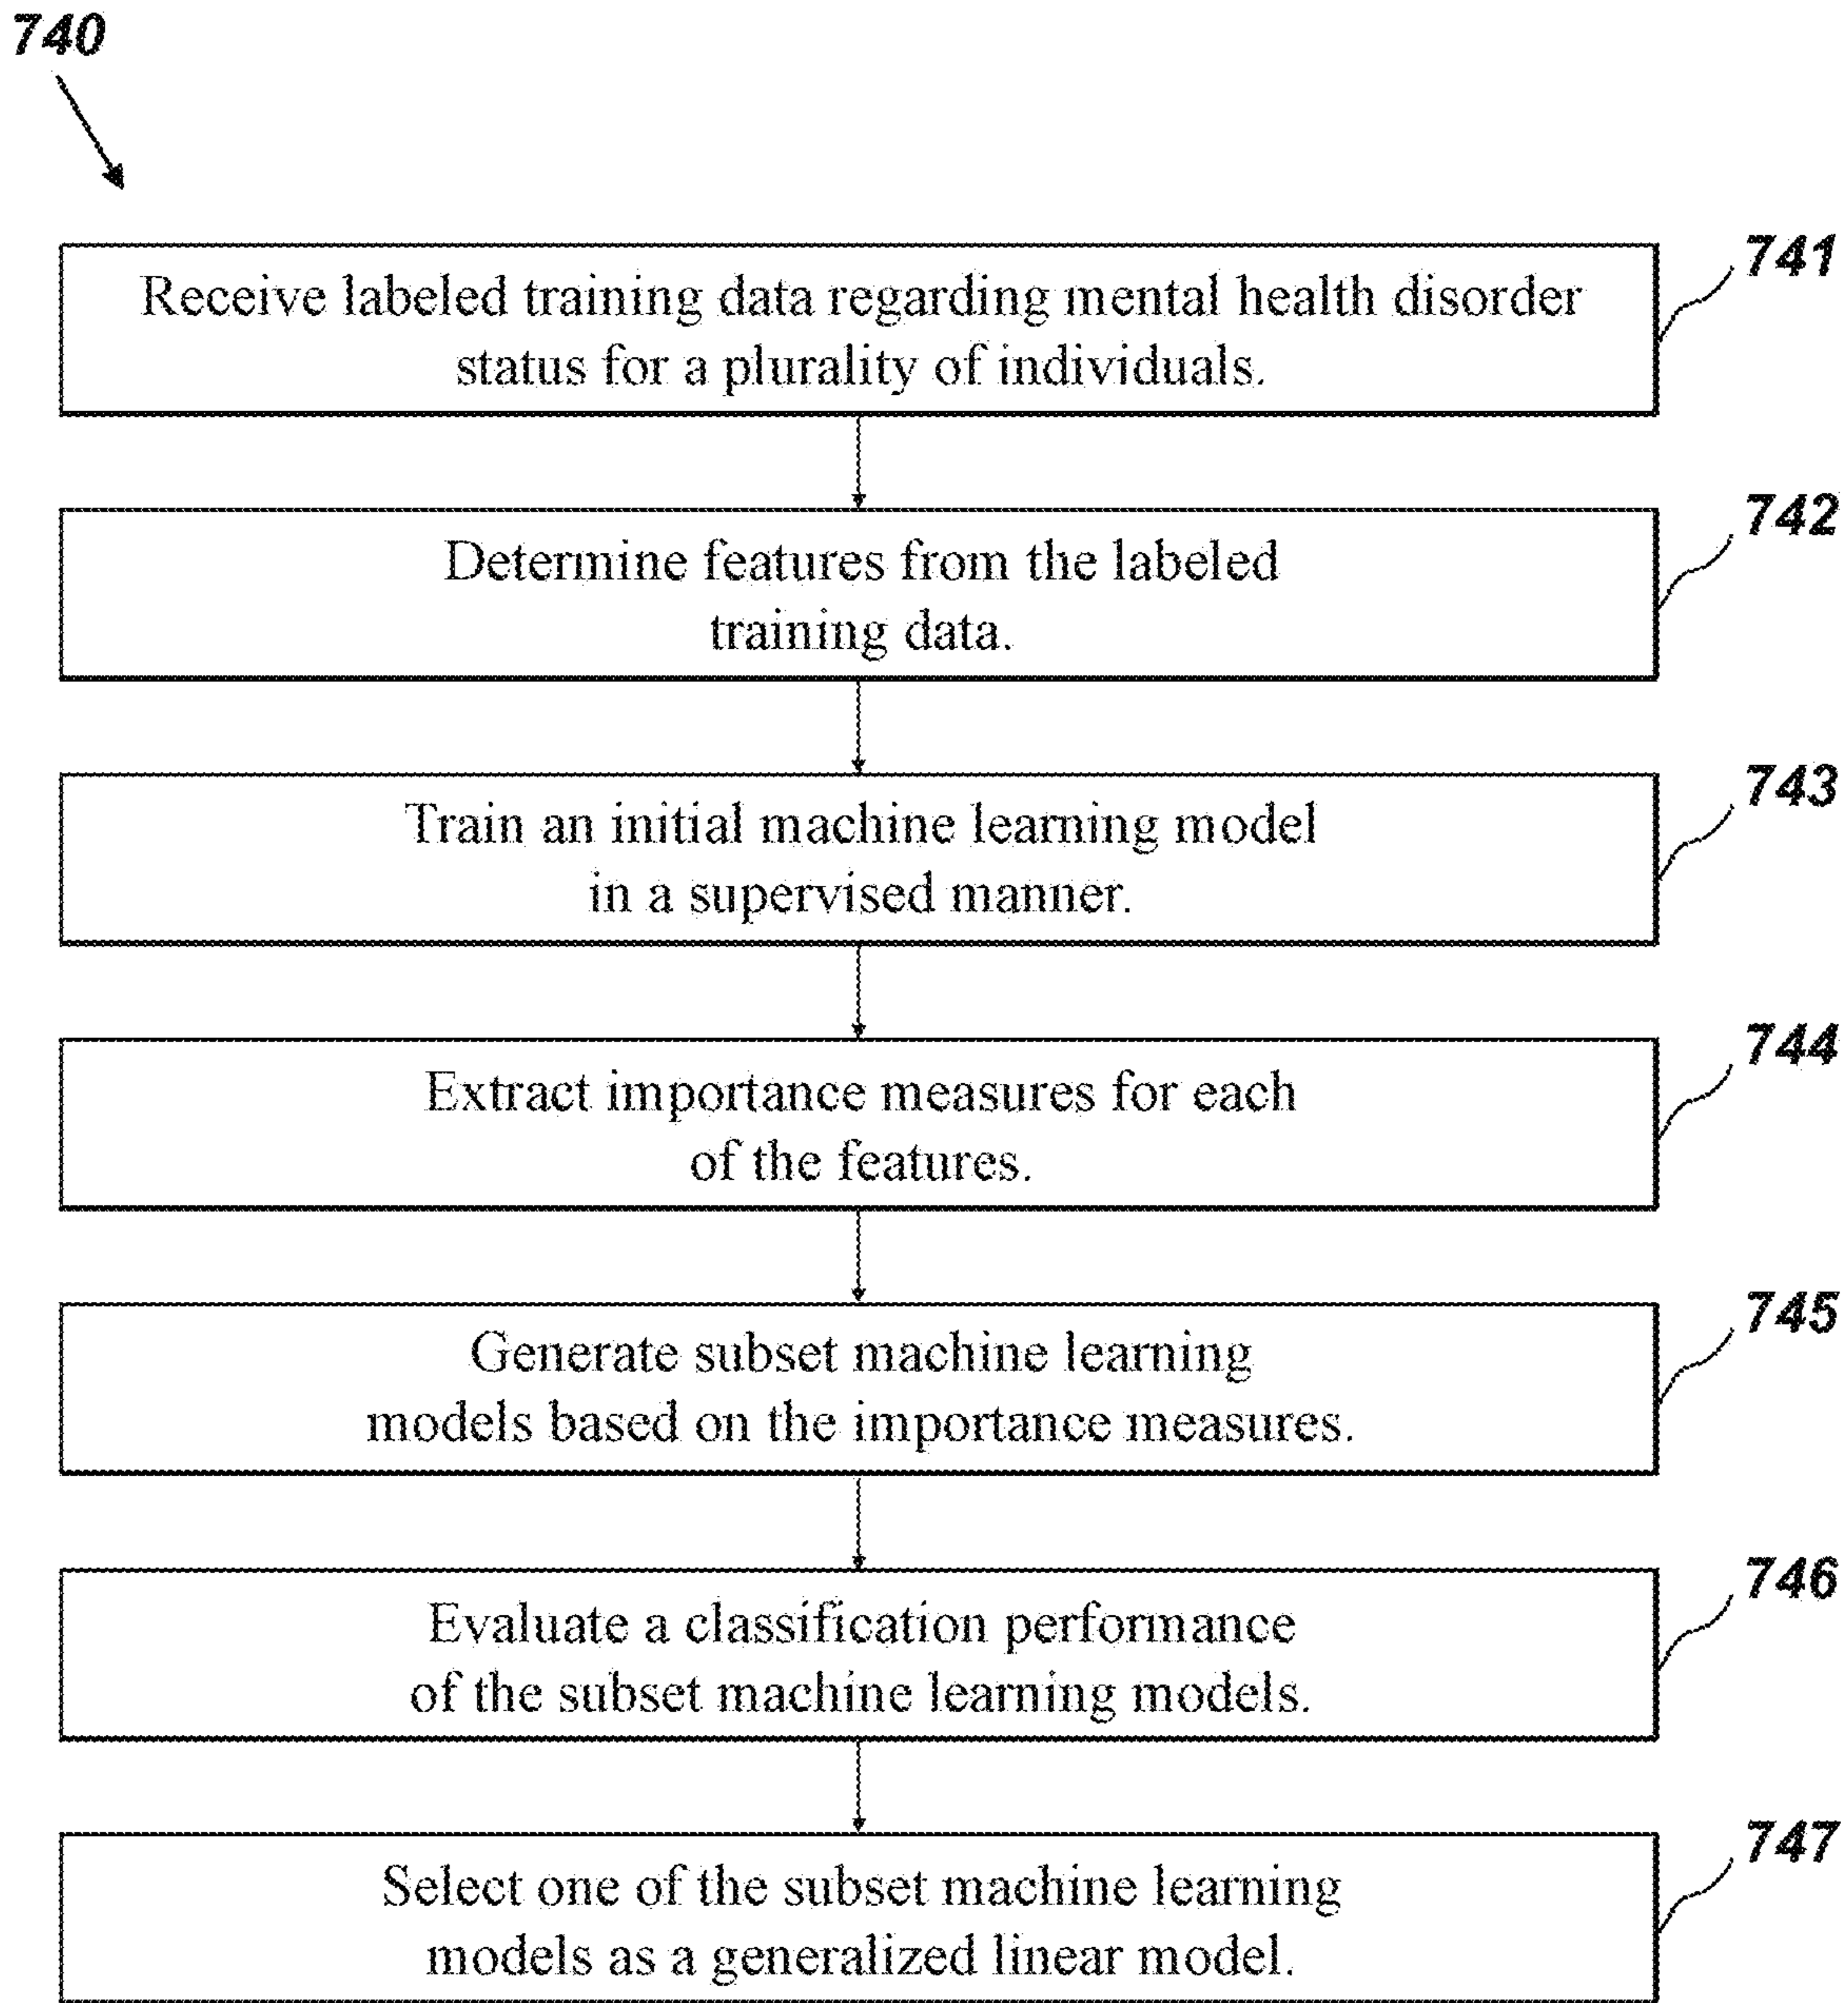 740
741
Receive labeled training data regarding mental health disorder
status for a plurality of individuals.
742
Determine features from the labeled
training data.
743
Train an initial machine learning model
in a supervised manner.
744
Extract importance measures for each
of the features.
745
Generate subset machine learning
models based on the importance measures.
746
Evaluate a classification performance
of the subset machine learning models.
747
Select one of the subset machine learning
models as a generalized linear model.